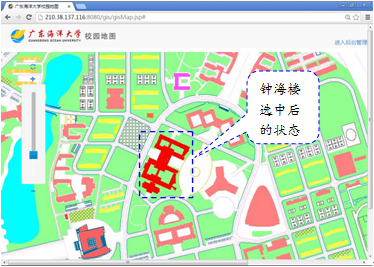 广东海洋大学校园地图
210.38.137.116:8080/gis/gisMap.jsp#
广东海洋大学 校园地图
GUANGDONG OCEAN UNIVERSITY
进入后台管理
钟海楼
选中后
的状态